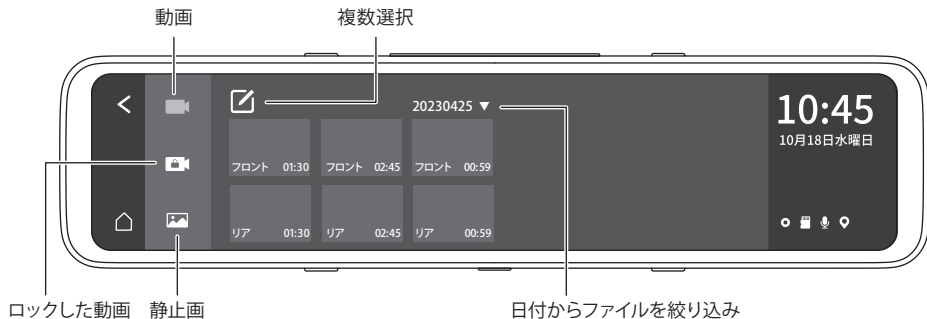 動画
複数選択
20230425 ▼
10:45
10月18日水曜日
フロント 01:30 フロント 02:45 フロント 00:59
リア 01:30 リア 02:45 リア 00:59
ロックした動画 静止画
日付からファイルを絞り込み